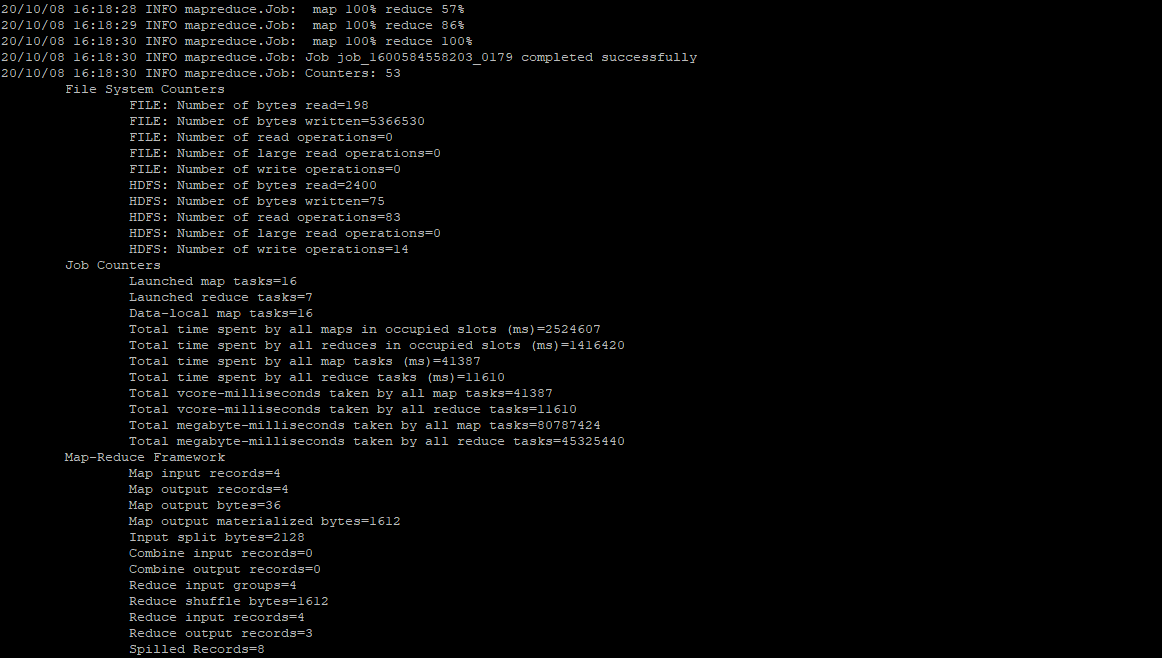 20/10/08 16:18:28 INFO mapreduce.Job:  map 100% reduce 57%
20/10/08 16:18:29 INFO mapreduce.Job:  map 100% reduce 86%
20/10/08 16:18:30 INFO mapreduce.Job:  map 100% reduce 100%
20/10/08 16:18:30 INFO mapreduce.Job: Job job_1600584558203_0179 completed successfully
20/10/08 16:18:30 INFO mapreduce.Job: Counters: 53
File System Counters
FILE: Number of bytes read=198
FILE: Number of bytes written=5366530
FILE: Number of read operations=0
FILE: Number of large read operations=0
FILE: Number of write operations=0
HDFS: Number of bytes read=2400
HDFS: Number of bytes written=75
HDFS: Number of read operations=83
HDFS: Number of large read operations=0
HDFS: Number of write operations=14
Job Counters
Launched map tasks=16
Launched reduce tasks=7
Data-local map tasks=16
Total time spent by all maps in occupied slots (ms)=2524607
Total time spent by all reduces in occupied slots (ms)=1416420
Total time spent by all map tasks (ms)=41387
Total time spent by all reduce tasks (ms)=11610
Total vcore-milliseconds taken by all map tasks=41387
Total vcore-milliseconds taken by all reduce tasks=11610
Total megabyte-milliseconds taken by all map tasks=80787424
Total megabyte-milliseconds taken by all reduce tasks=45325440
Map-Reduce Framework
Map input records=4
Map output records=4
Map output bytes=36
Map output materialized bytes=1612
Input split bytes=2128
Combine input records=0
Combine output records=0
Reduce input groups=4
Reduce shuffle bytes=1612
Reduce input records=4
Reduce output records=3
Spilled Records=8